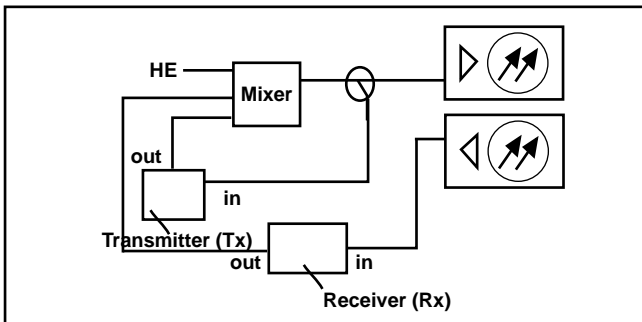 HE
Mixer
out
in
Transmitter (Tx)
out
in
Receiver (Rx)